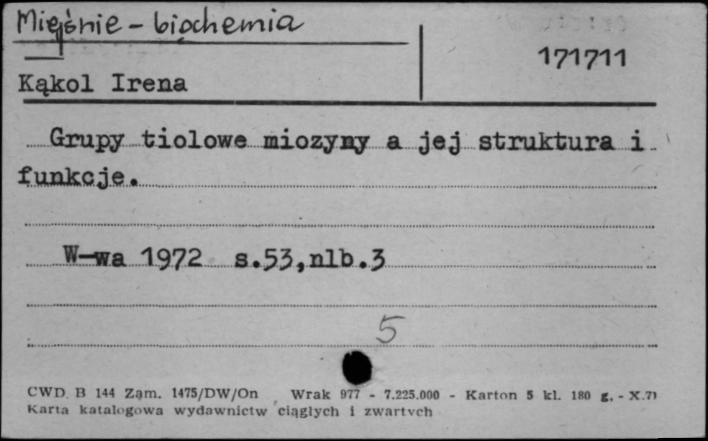 Mięśnie - biochemia
171711
Kąkol Irena
Grupy tiolowe miozyny a jej struktura i
funkcje.
W-wa 1972 s.53,nlb.3
5
CWD. B 144 Zam. 1475/DW/On Wrak 977 - 7.225.000 - Karton 5 kl. 180 g. - X.71
Karta katalogowa wydawnictw ciągłych i zwartych